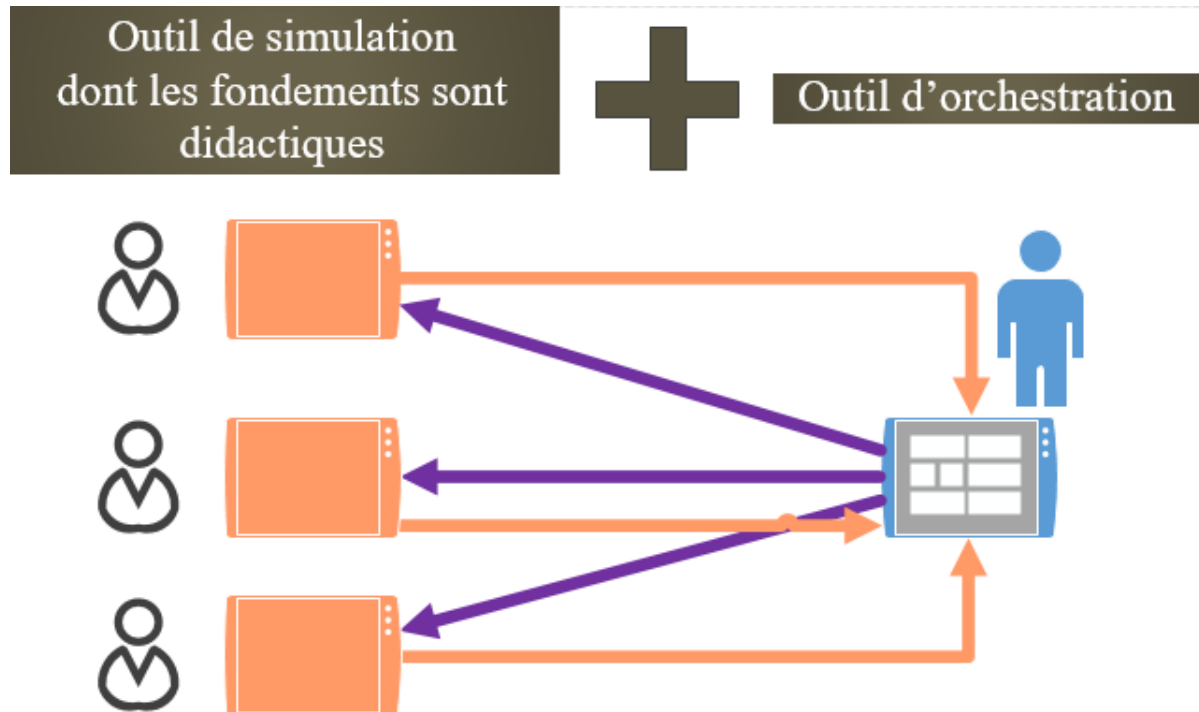 Outil de simulation
dont les fondements sont
didactiques
Outil d’orchestration